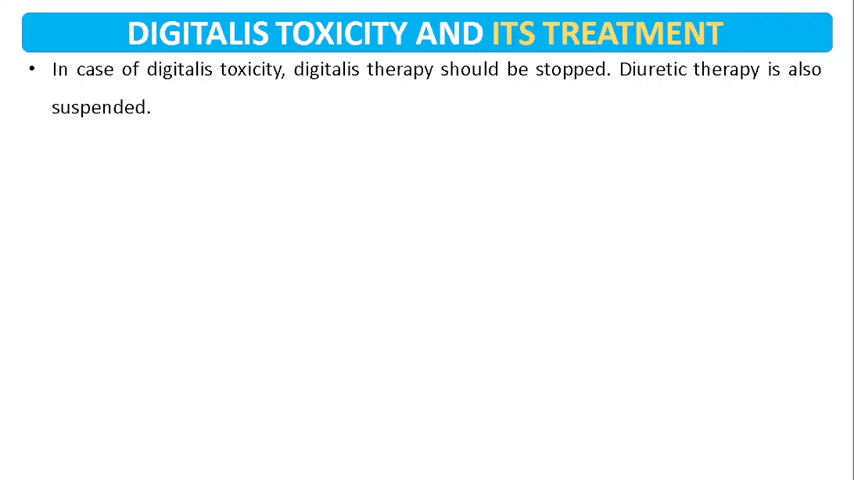 DIGITALIS TOXICITY AND ITS TREATMENT
• In case of digitalis toxicity, digitalis therapy should be stopped. Diuretic therapy is also
suspended.